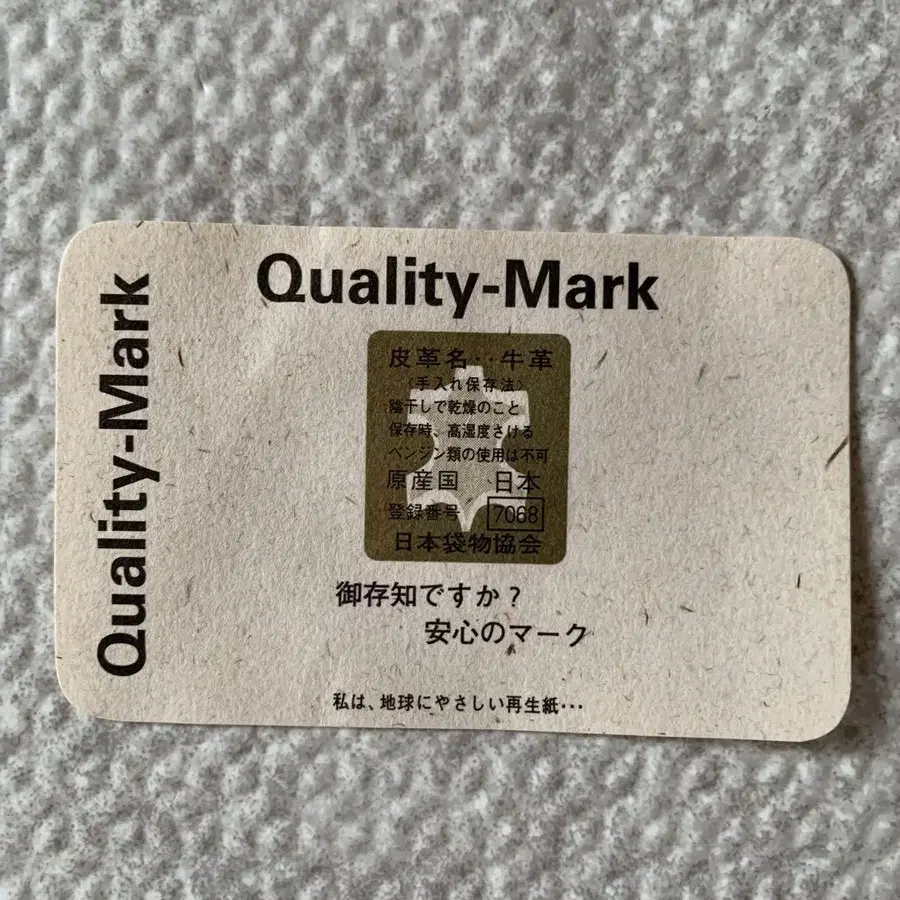 Quality-Mark
Quality-Mark
皮革名‥牛革
〈手入れ保存法〉
陰干しで乾燥のこと
保存時、高湿度さける
ベンジン類の使用は不可
原産国 日本
登録番号 7068
日本袋物協会
御存知ですか?
安心のマーク
私は、地球にやさしい再生紙…